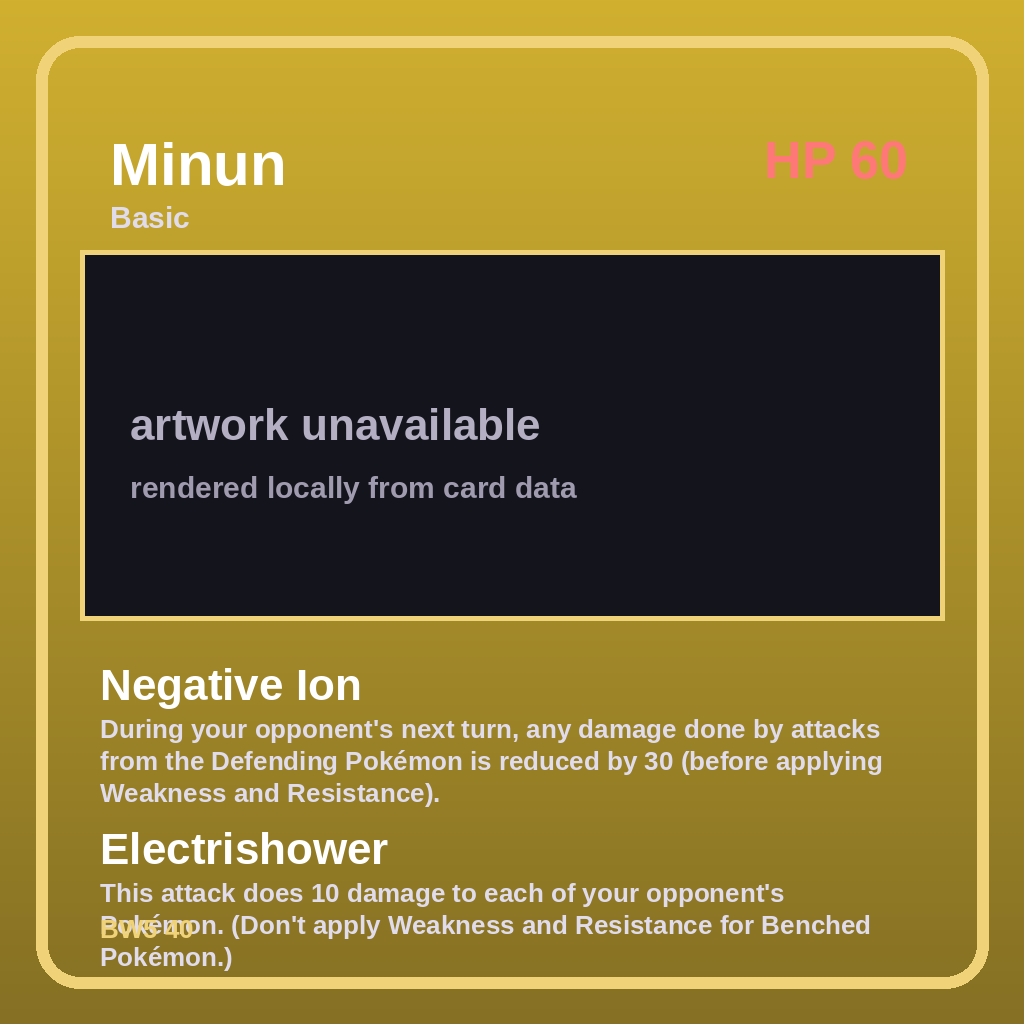 Minun
HP 60
Basic
artwork unavailable
rendered locally from card data
Negative Ion
During your opponent's next turn, any damage done by attacks
from the Defending Pokémon is reduced by 30 (before applying
Weakness and Resistance).
Electrishower
This attack does 10 damage to each of your opponent's
Pokémon. (Don't apply Weakness and Resistance for Benched
Pokémon.)
BW5 40